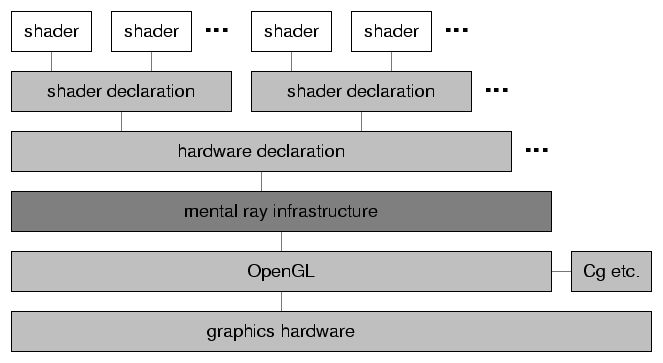 shader shader ... shader shader ...
shader declaration shader declaration ...
hardware declaration ...
mental ray infrastructure
OpenGL Cg etc.
graphics hardware